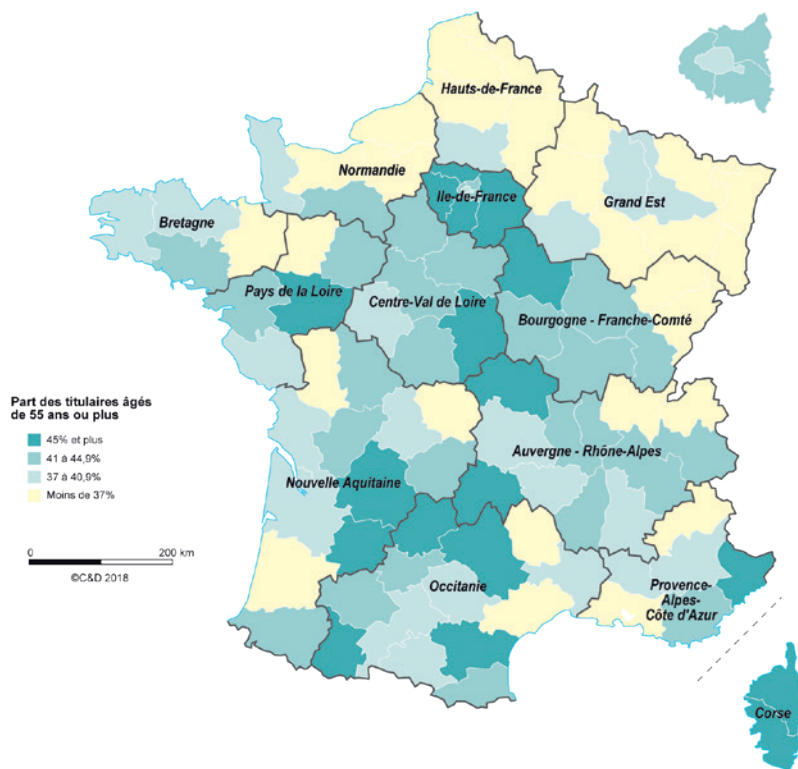 Hauts-de-France
Normandie
Ile-de-France
Grand Est
Bretagne
Pays de la Loire
Centre-Val de Loire
Bourgogne - Franche-Comté
Part des titulaires âgés
de 55 ans ou plus
45% et plus
41 à 44,9%
37 à 40,9%
Moins de 37%
Auvergne - Rhône-Alpes
Nouvelle Aquitaine
0 200 km
©C&D 2018
Occitanie
Provence-
Alpes-
Côte d'Azur
Corse